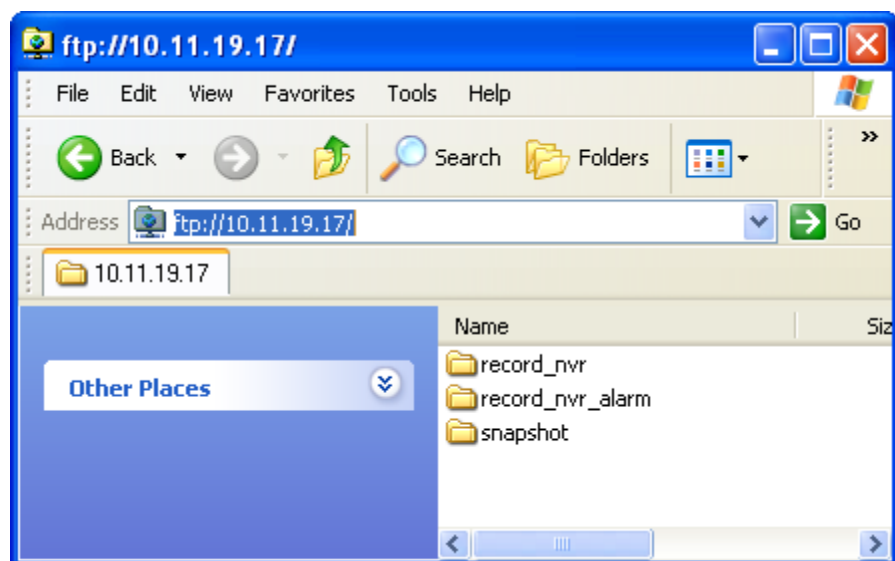 ftp://10.11.19.17/
File Edit View Favorites Tools Help
Back Search Folders »
Address ftp://10.11.19.17/ Go
10.11.19.17
Name Siz
Other Places
record_nvr
record_nvr_alarm
snapshot